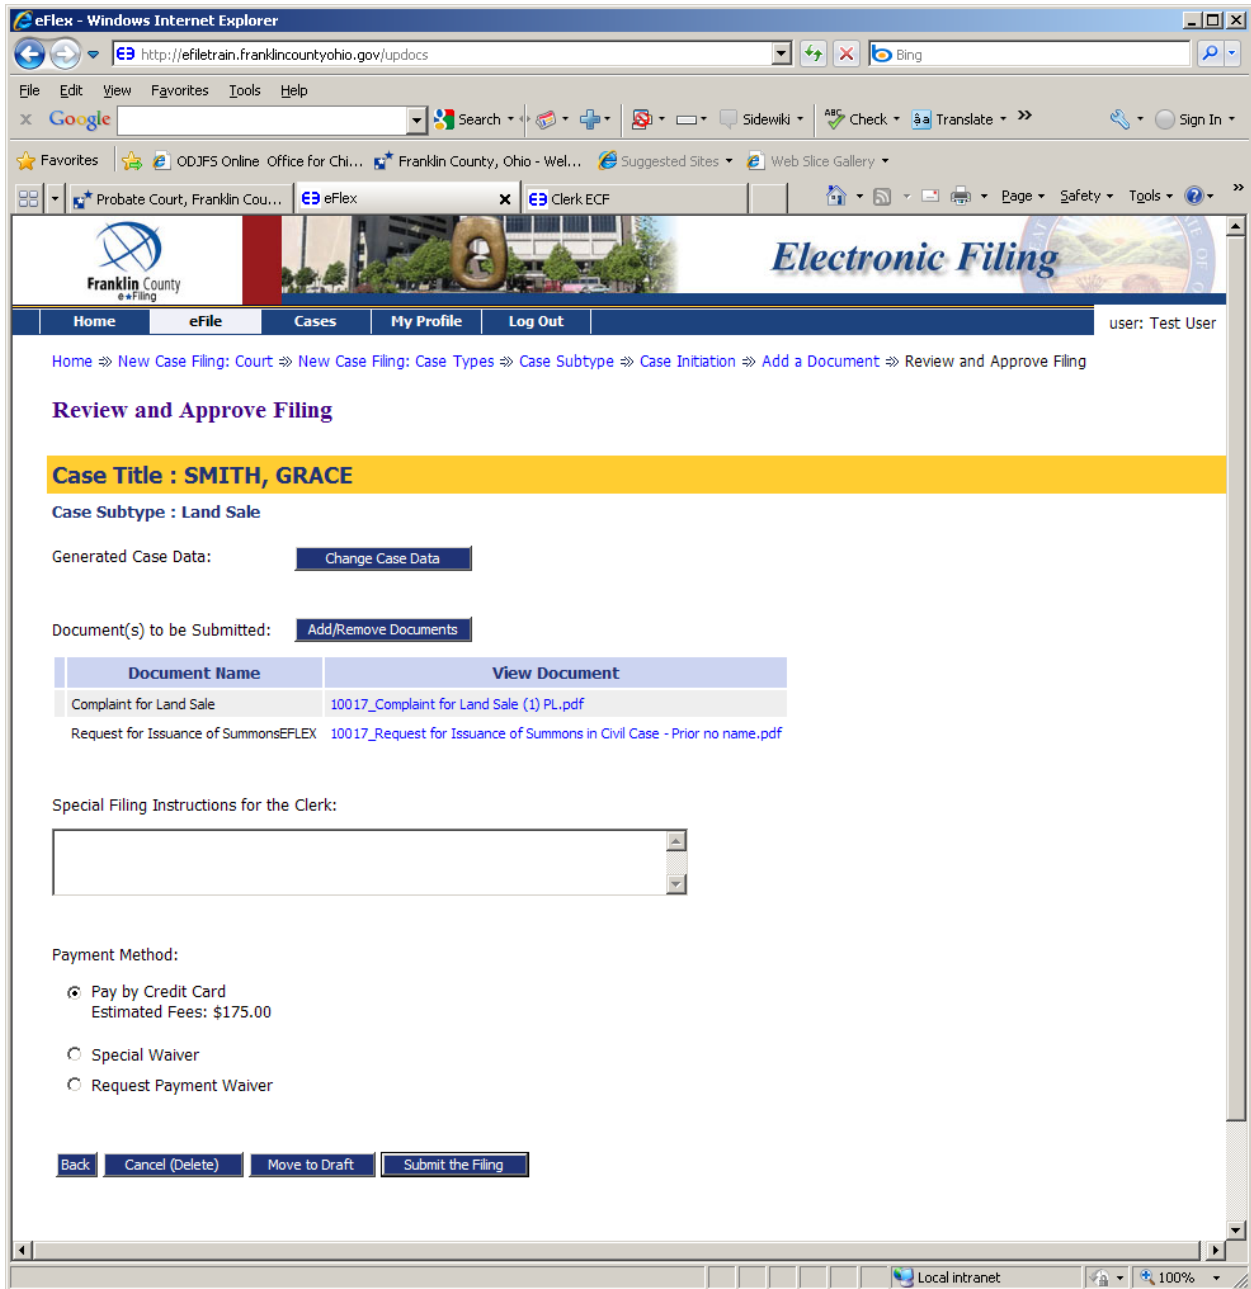 eFlex - Windows Internet Explorer
http://efiletrain.franklincountyohio.gov/updocs
Bing
File Edit View Favorites Tools Help
x Google Search Sidewiki ABC Check aあ Translate » Sign In
Favorites ODJFS Online Office for Chi... Franklin County, Ohio - Wel... Suggested Sites Web Slice Gallery
Probate Court, Franklin Cou... eFlex x Clerk ECF Page Safety Tools »
Franklin County
e★Filing
Electronic Filing
Home eFile Cases My Profile Log Out
user: Test User
Home ⇒ New Case Filing: Court ⇒ New Case Filing: Case Types ⇒ Case Subtype ⇒ Case Initiation ⇒ Add a Document ⇒ Review and Approve Filing
Review and Approve Filing
Case Title : SMITH, GRACE
Case Subtype : Land Sale
Generated Case Data: Change Case Data
Document(s) to be Submitted: Add/Remove Documents
Document Name View Document
Complaint for Land Sale 10017_Complaint for Land Sale (1) PL.pdf
Request for Issuance of SummonsEFLEX 10017_Request for Issuance of Summons in Civil Case - Prior no name.pdf
Special Filing Instructions for the Clerk:
Payment Method:
Pay by Credit Card
Estimated Fees: $175.00
Special Waiver
Request Payment Waiver
Back Cancel (Delete) Move to Draft Submit the Filing
Local intranet 100%